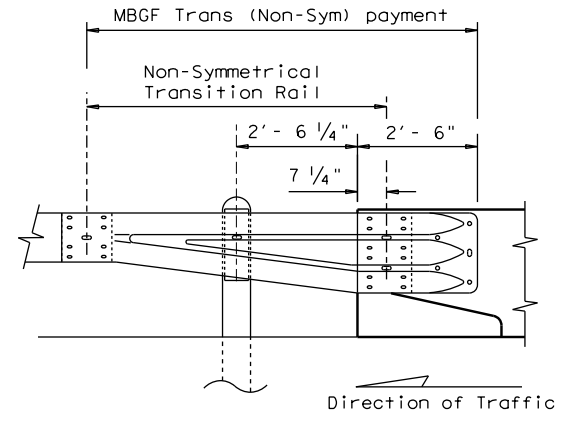 MBGF Trans (Non-Sym) payment
Non-Symmetrical
Transition Rail
2'- 6 1/4"
2'- 6"
7 1/4"
Direction of Traffic